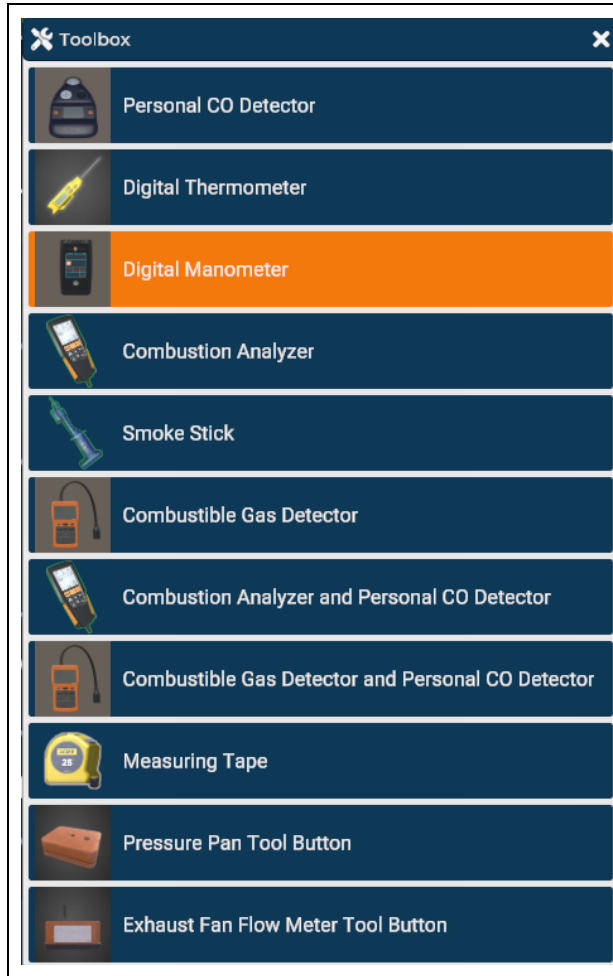 Toolbox
Personal CO Detector
Digital Thermometer
Digital Manometer
Combustion Analyzer
Smoke Stick
Combustible Gas Detector
Combustion Analyzer and Personal CO Detector
Combustible Gas Detector and Personal CO Detector
25
Measuring Tape
Pressure Pan Tool Button
Exhaust Fan Flow Meter Tool Button